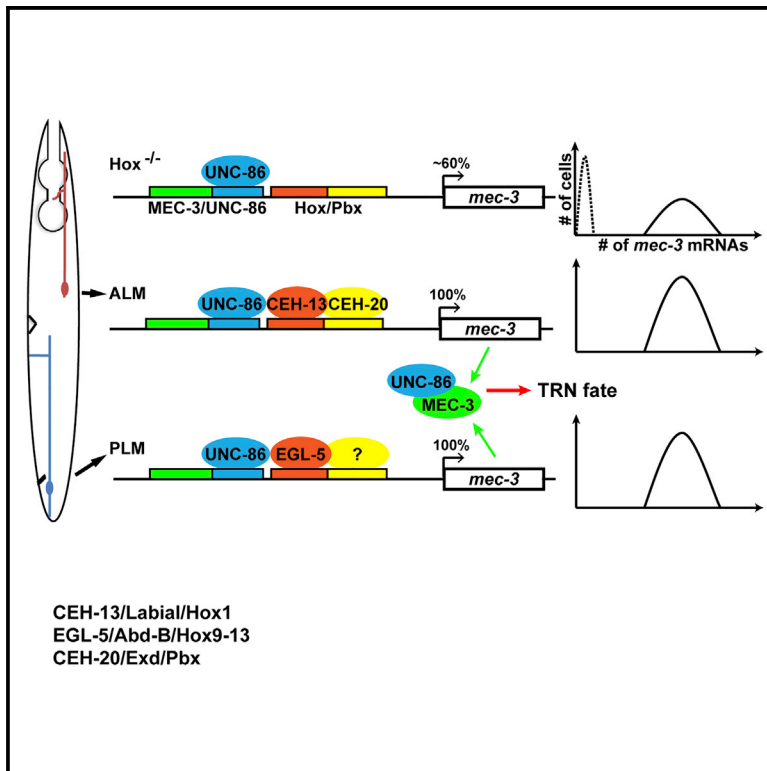 Hox -/-
UNC-86
MEC-3/UNC-86
Hox/Pbx
~60%
mec-3
# of cells
# of mec-3 mRNAs
ALM
UNC-86
CEH-13
CEH-20
100%
mec-3
UNC-86
MEC-3
TRN fate
PLM
UNC-86
EGL-5
?
100%
mec-3
CEH-13/Labial/Hox1
EGL-5/Abd-B/Hox9-13
CEH-20/Exd/Pbx